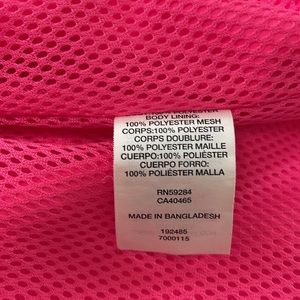 BODY LINING:
100% POLYESTER MESH
CORPS:100% POLYESTER
CORPS DOUBLURE:
100% POLYESTER MAILLE
CUERPO:100% POLIÉSTER
CUERPO FORRO:
100% POLIÉSTER MALLA
RN59284
CA40465
MADE IN BANGLADESH
192485
7000115